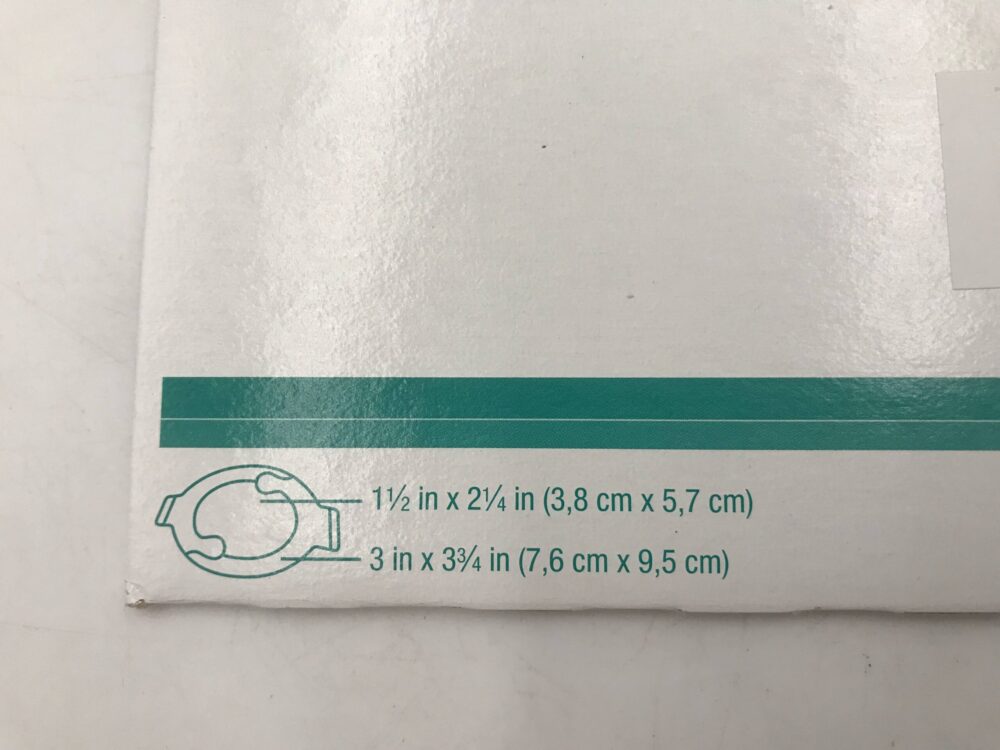 1½ in x 2¼ in (3,8 cm x 5,7 cm)
3 in x 3¾ in (7,6 cm x 9,5 cm)